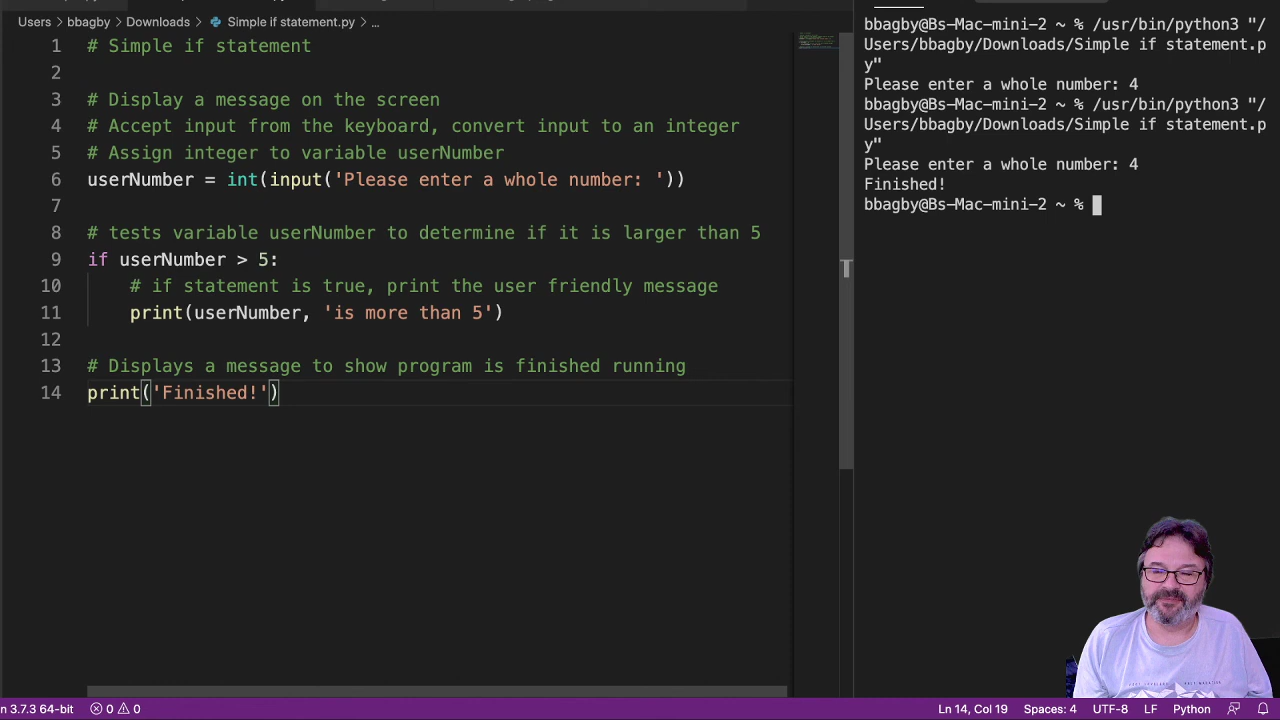 Users > bbagby > Downloads > Simple if statement.py > ...
1 # Simple if statement
2
3 # Display a message on the screen
4 # Accept input from the keyboard, convert input to an integer
5 # Assign integer to variable userNumber
6 userNumber = int(input('Please enter a whole number: '))
7
8 # tests variable userNumber to determine if it is larger than 5
9 if userNumber > 5:
10 # if statement is true, print the user friendly message
11 print(userNumber, 'is more than 5')
12
13 # Displays a message to show program is finished running
14 print('Finished!')
bbagby@Bs-Mac-mini-2 ~ % /usr/bin/python3 "/
Users/bbagby/Downloads/Simple if statement.p
y"
Please enter a whole number: 4
bbagby@Bs-Mac-mini-2 ~ % /usr/bin/python3 "/
Users/bbagby/Downloads/Simple if statement.p
y"
Please enter a whole number: 4
Finished!
bbagby@Bs-Mac-mini-2 ~ %
n 3.7.3 64-bit 0 0 Ln 14, Col 19 Spaces: 4 UTF-8 LF Python